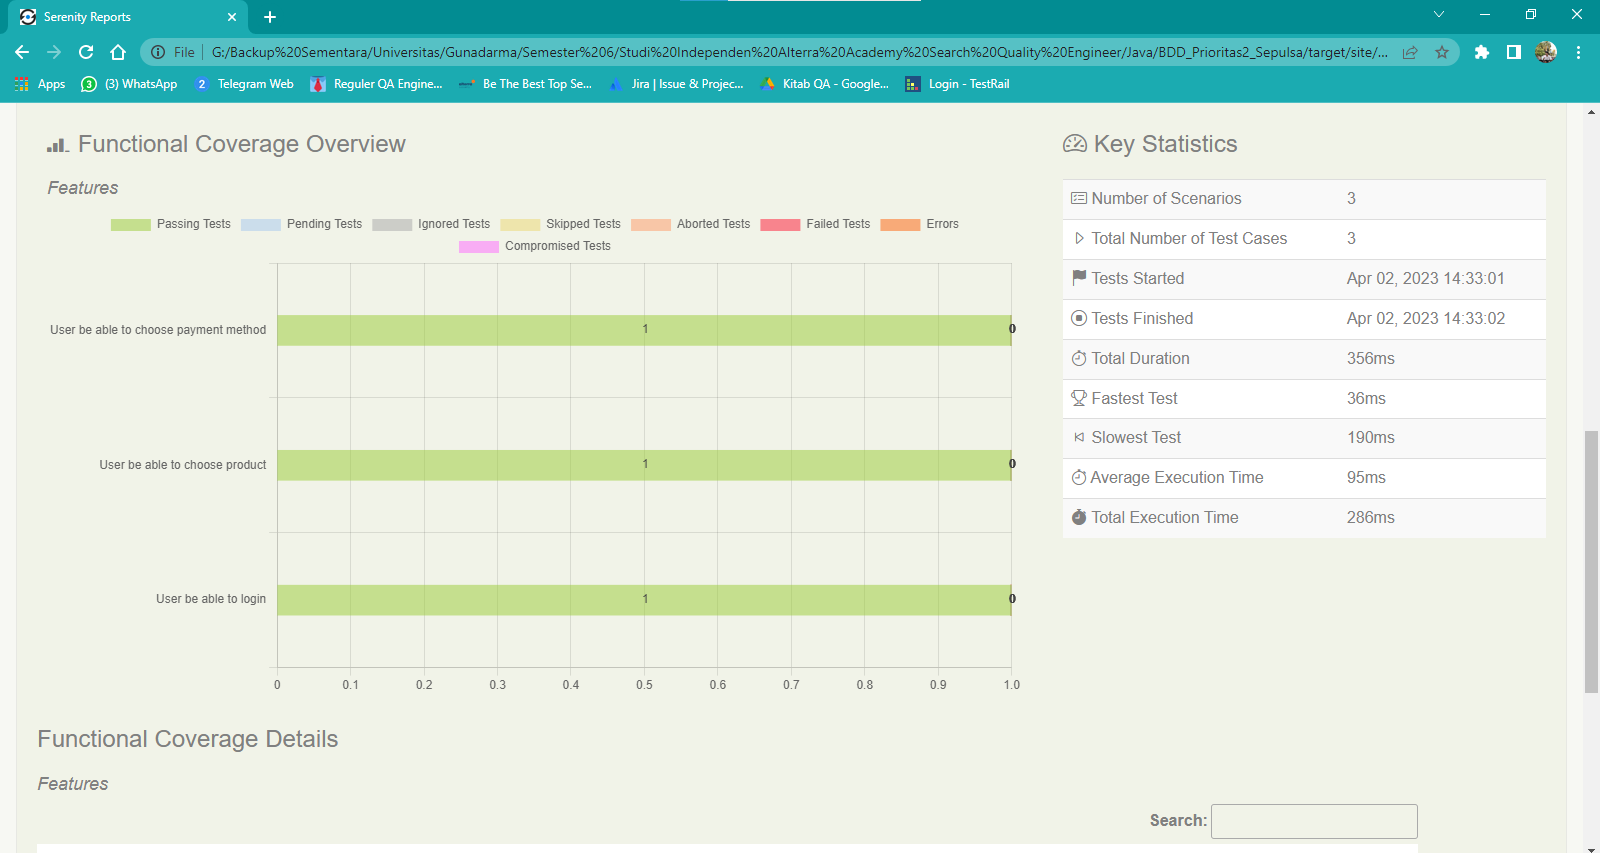 Serenity Reports
File
G:/Backup%20Sementara/Universitas/Gunadarma/Semester%206/Studi%20Independen%20Alterra%20Academy%20Search%20Quality%20Engineer/Java/BDD_Prioritas2_Sepulsa/target/site/...
Apps
3
(3) WhatsApp
2
Telegram Web
Reguler QA Engine...
Be The Best Top Se...
Jira | Issue & Projec...
Kitab QA - Google...
Login - TestRail
Functional Coverage Overview
Features
Passing Tests
Pending Tests
Ignored Tests
Skipped Tests
Aborted Tests
Failed Tests
Errors
Compromised Tests
User be able to choose payment method
1
0
User be able to choose product
1
0
User be able to login
1
0
0 0.1 0.2 0.3 0.4 0.5 0.6 0.7 0.8 0.9 1.0
Key Statistics
Number of Scenarios 3
Total Number of Test Cases 3
Tests Started Apr 02, 2023 14:33:01
Tests Finished Apr 02, 2023 14:33:02
Total Duration 356ms
Fastest Test 36ms
Slowest Test 190ms
Average Execution Time 95ms
Total Execution Time 286ms
Functional Coverage Details
Features
Search: